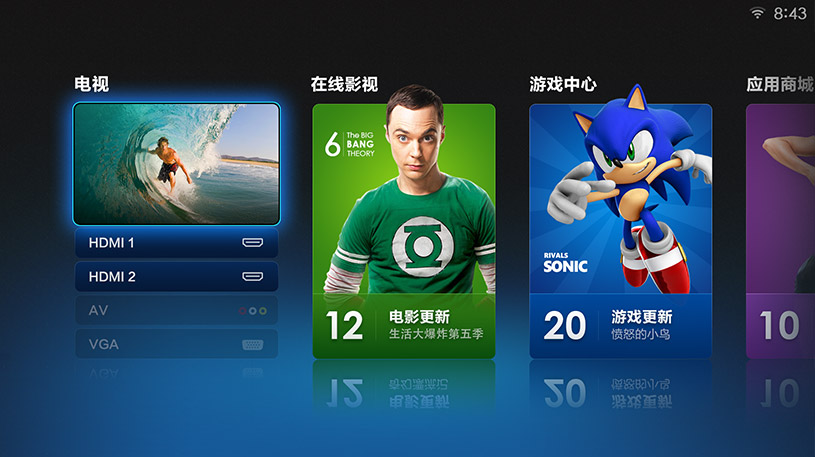 8:43
电视
在线影视
游戏中心
应用商城
6 The BIG
BANG
THEORY
HDMI 1
HDMI 2
AV
VGA
RIVALS
SONIC
12
电影更新
生活大爆炸第五季
20
游戏更新
愤怒的小鸟
10